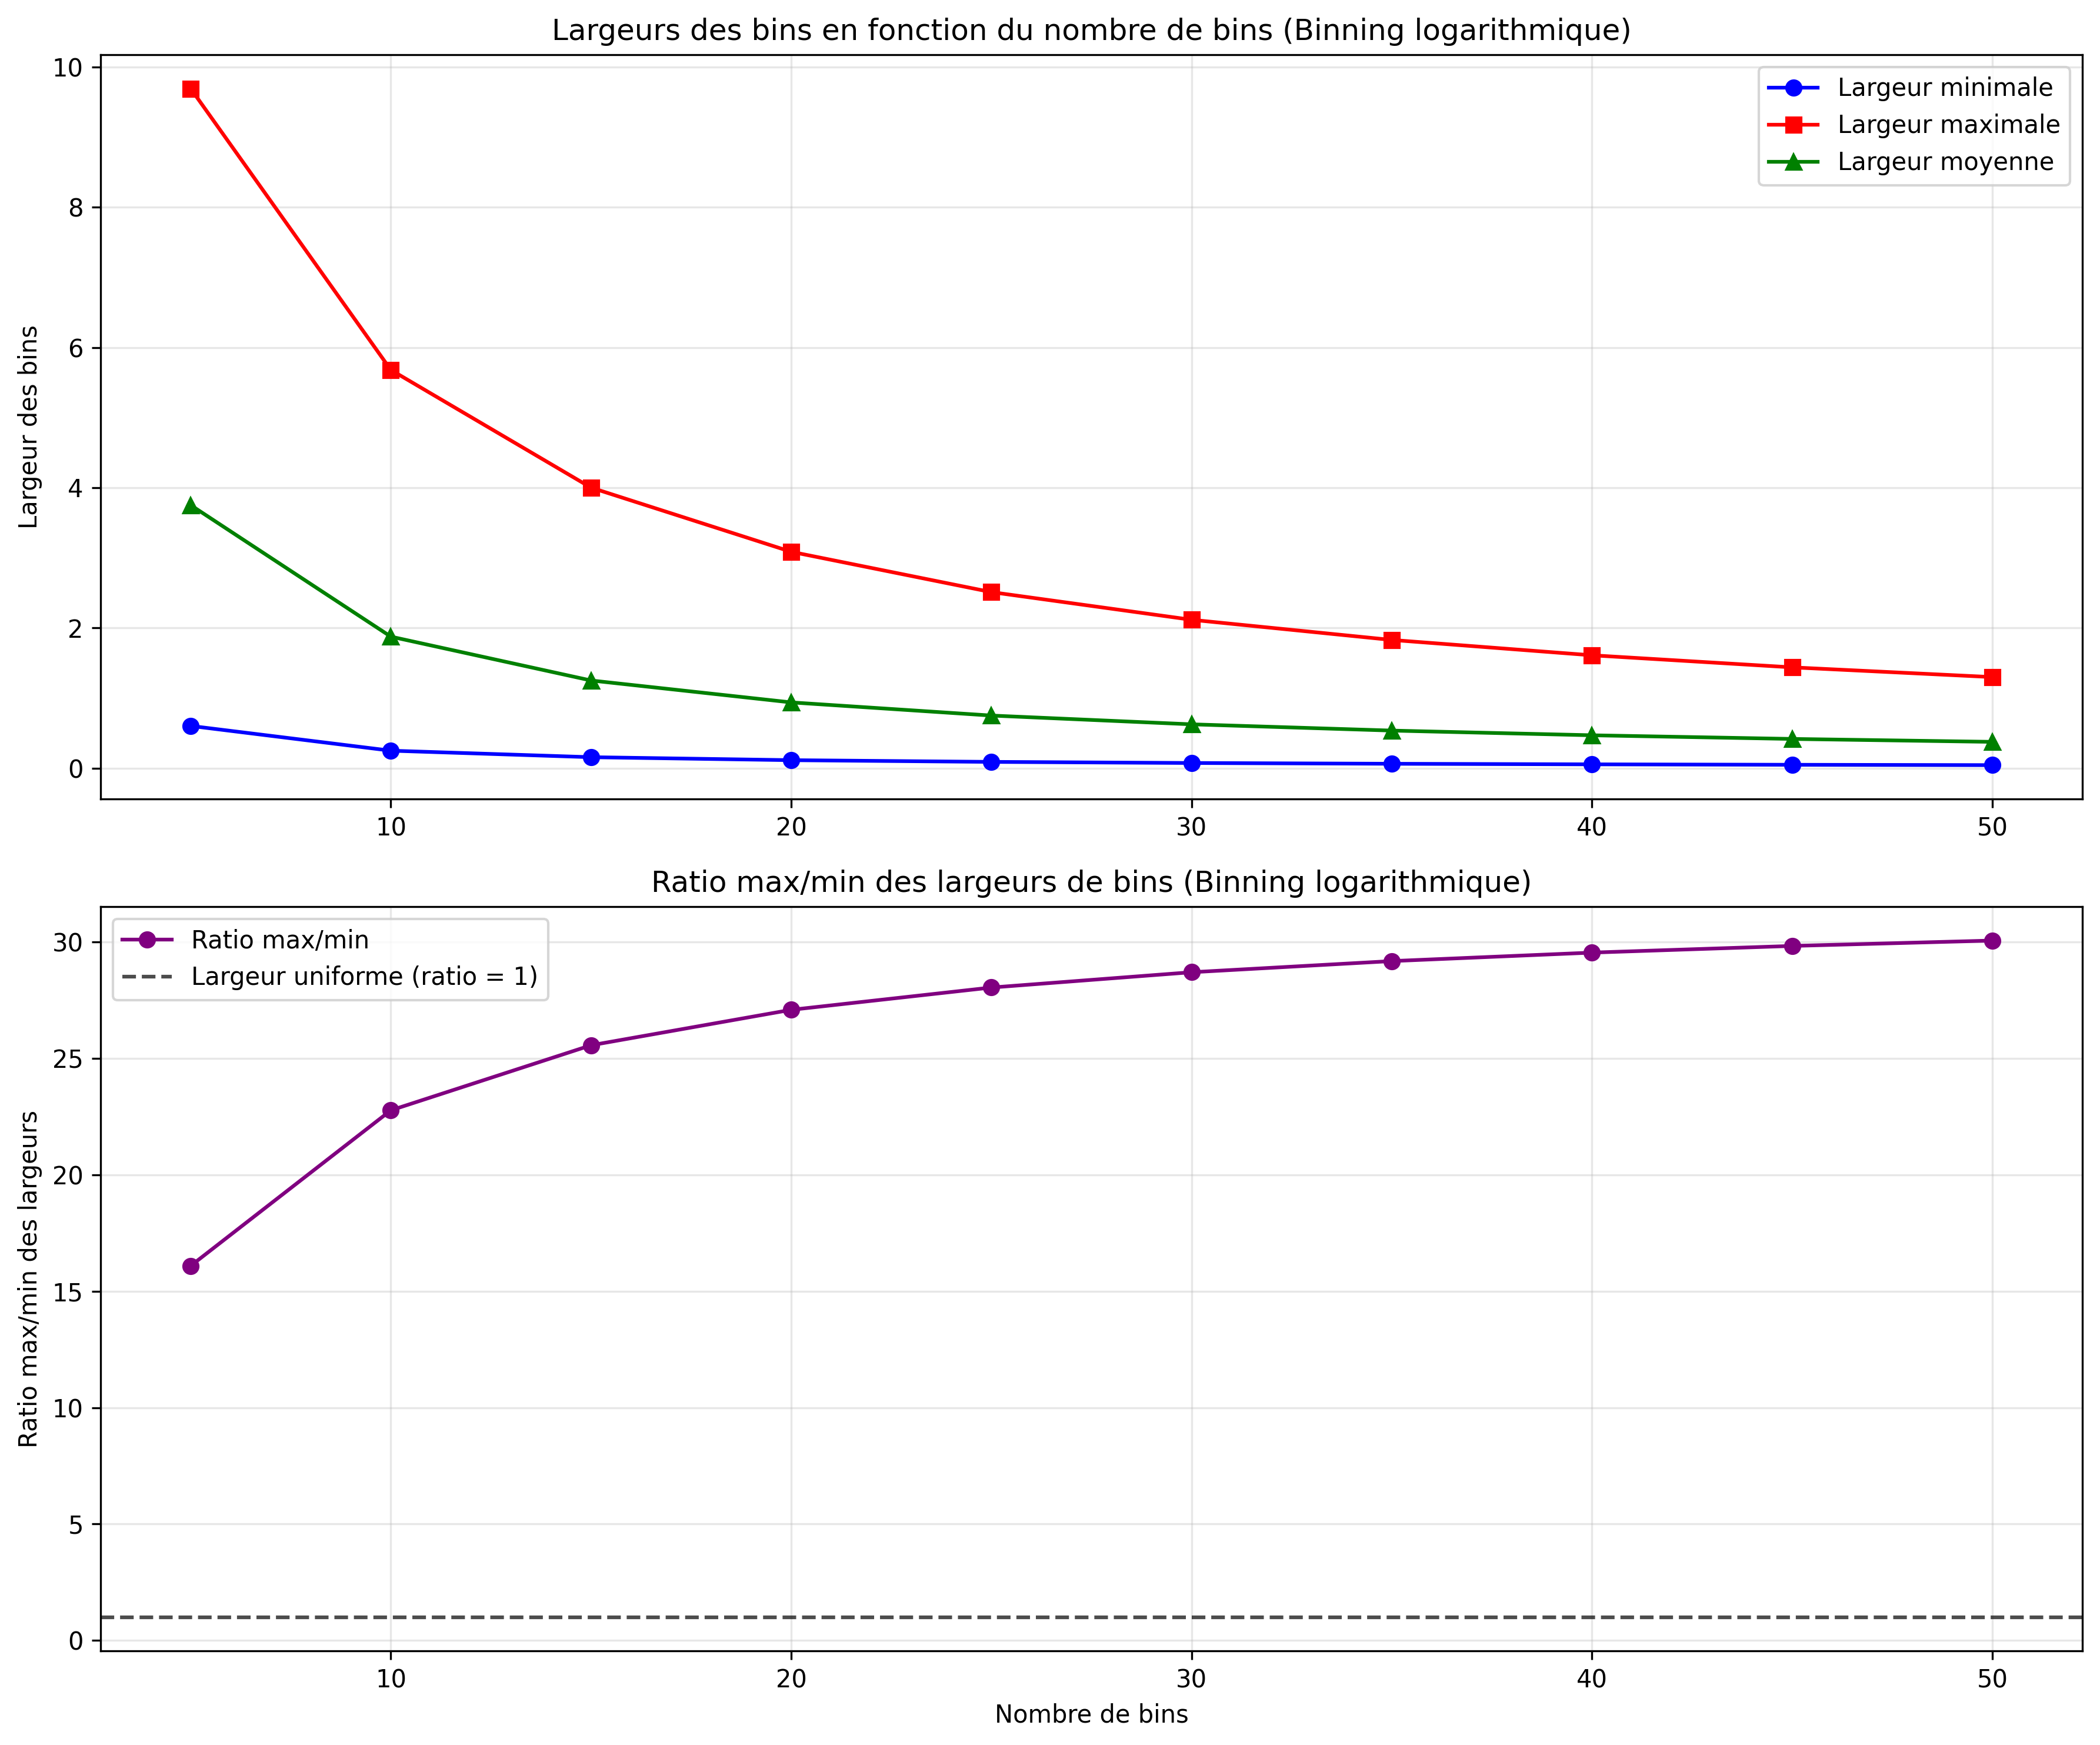 Largeurs des bins en fonction du nombre de bins (Binning logarithmique)
Largeur des bins
10
8
6
4
2
0
Largeur minimale
Largeur maximale
Largeur moyenne
10
20
30
40
50
Ratio max/min des largeurs de bins (Binning logarithmique)
Ratio max/min des largeurs
30
25
20
15
10
5
0
Ratio max/min
Largeur uniforme (ratio = 1)
10
20
30
40
50
Nombre de bins